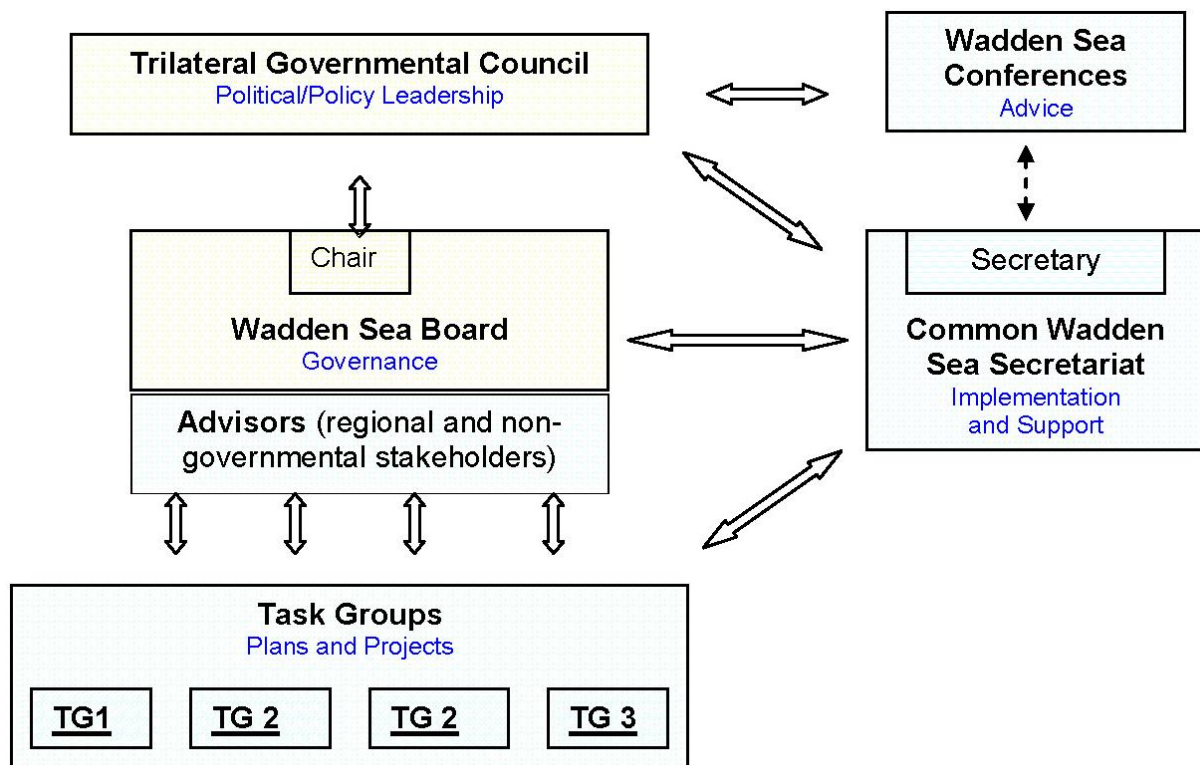 Trilateral Governmental Council
Political/Policy Leadership
Wadden Sea
Conferences
Advice
Chair
Wadden Sea Board
Governance
Advisors (regional and non-
governmental stakeholders)
Secretary
Common Wadden
Sea Secretariat
Implementation
and Support
Task Groups
Plans and Projects
TG1
TG 2
TG 2
TG 3